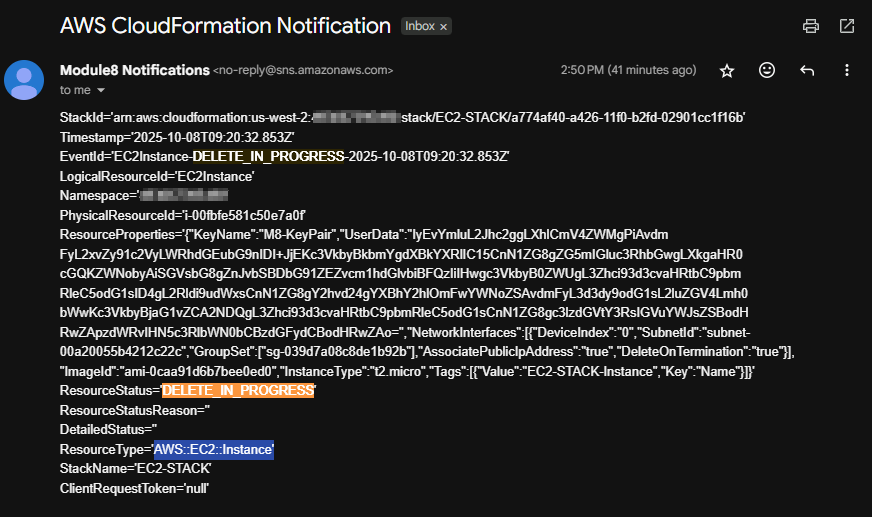 AWS CloudFormation Notification
Inbox ×
Module8 Notifications <no-reply@sns.amazonaws.com>
2:50 PM (41 minutes ago)
to me
StackId='arn:aws:cloudformation:us-west-2: stack/EC2-STACK/a774af40-a426-11f0-b2fd-02901cc1f16b'
Timestamp='2025-10-08T09:20:32.853Z'
EventId='EC2Instance-DELETE_IN_PROGRESS-2025-10-08T09:20:32.853Z'
LogicalResourceId='EC2Instance'
Namespace='
PhysicalResourceId='i-00fbfe581c50e7a0f'
ResourceProperties='{"KeyName":"M8-KeyPair","UserData":"IyEvYmluL2Jhc2ggLXhlCmV4ZWMgPiAvdm
FyL2xvZy91c2VyLWRhdGEubG9nIDI+JjEKc3VkbyBkbmYgdXBkYXRlIC15CnN1ZG8gZG5mIGluc3RhbGwgLXkgaHR0
cGQKZWNobyAiSGVsbG8gZnJvbSBDbG91ZEZvcm1hdGlvbiBFQzIiIHwgc3VkbyB0ZWUgL3Zhci93d3cvaHRtbC9pbm
RleC5odG1sID4gL2Rldi9udWxsCnN1ZG8gY2hvd24gYXBhY2hlOmFwYWNoZSAvdmFyL3d3dy9odG1sL2luZGV4Lmh0
bWwKc3VkbyBjaG1vZCA2NDQgL3Zhci93d3cvaHRtbC9pbmRleC5odG1sCnN1ZG8gc3lzdGVtY3RsIGVuYWJsZSBodH
RwZApzdWRvIHN5c3RlbWN0bCBzdGFydCBodHRwZAo=","NetworkInterfaces":[{"DeviceIndex":"0","SubnetId":"subnet-
00a20055b4212c22c","GroupSet":["sg-039d7a08c8de1b92b"],"AssociatePublicIpAddress":"true","DeleteOnTermination":"true"}],
"ImageId":"ami-0caa91d6b7bee0ed0","InstanceType":"t2.micro","Tags":[{"Value":"EC2-STACK-Instance","Key":"Name"}]}'
ResourceStatus='DELETE_IN_PROGRESS'
ResourceStatusReason=''
DetailedStatus=''
ResourceType='AWS::EC2::Instance'
StackName='EC2-STACK'
ClientRequestToken='null'